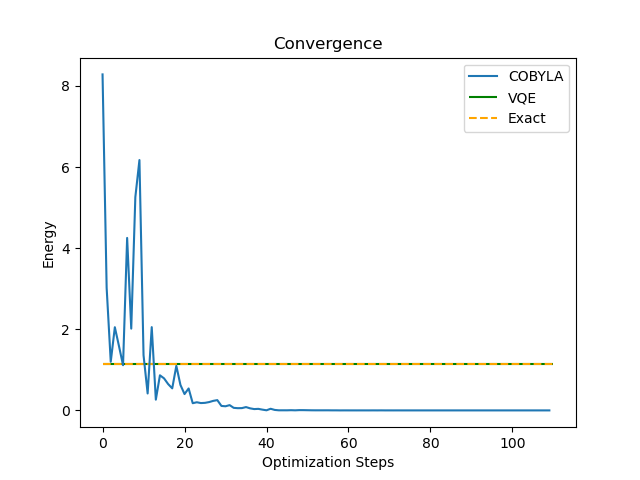 Convergence
COBYLA
VQE
Exact
Energy
8
6
4
2
0
0 20 40 60 80 100
Optimization Steps